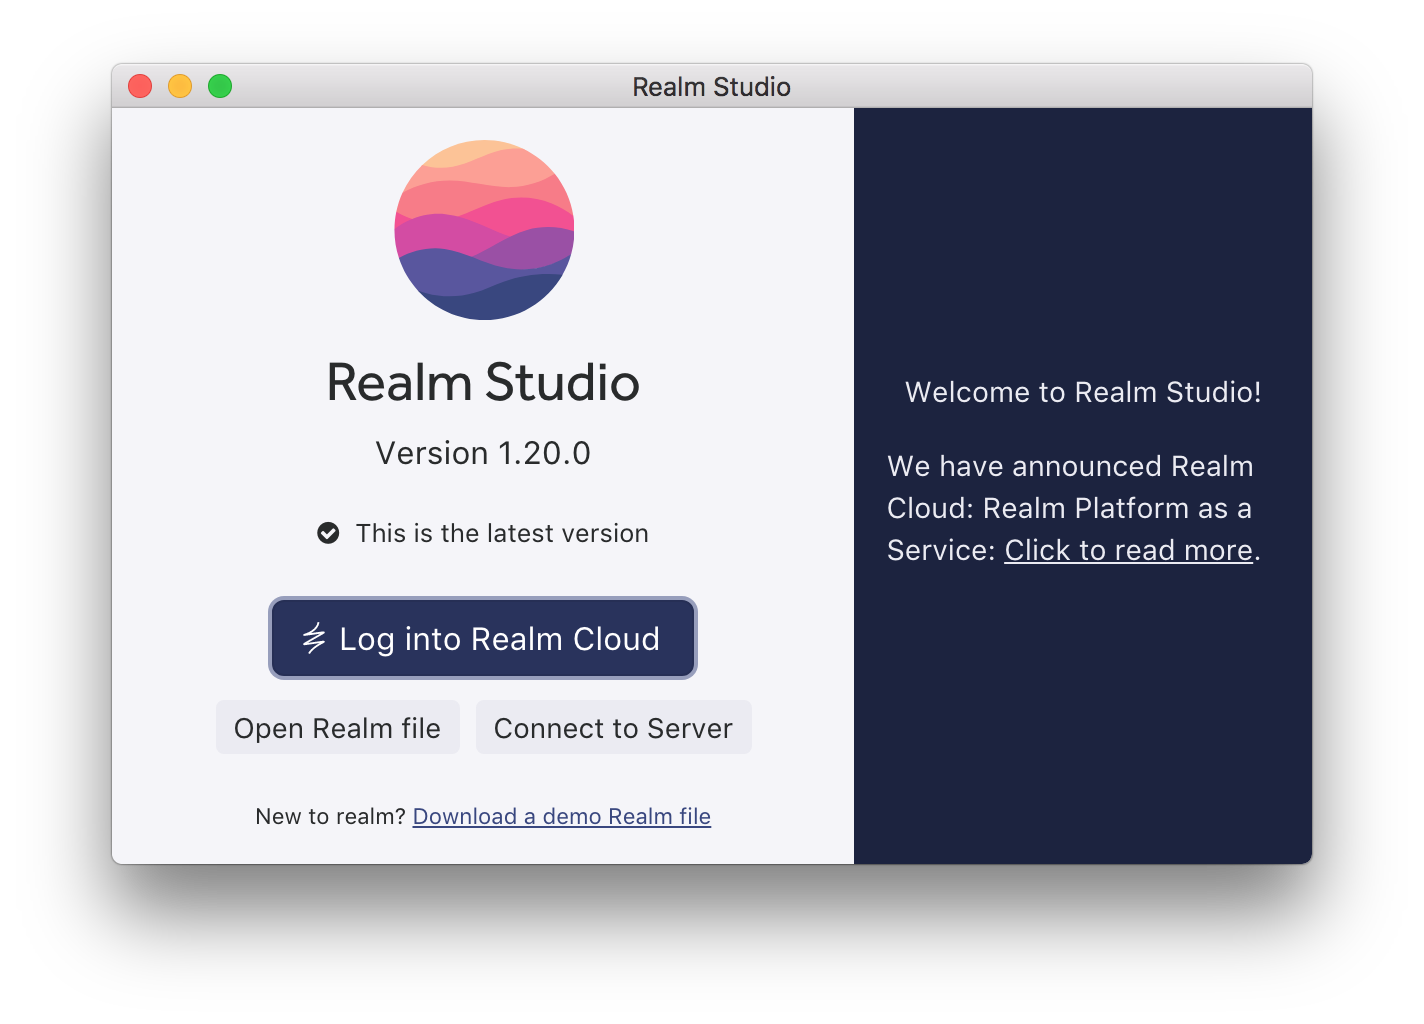 Realm Studio
Realm Studio
Version 1.20.0
This is the latest version
Log into Realm Cloud
Open Realm file
Connect to Server
New to realm? Download a demo Realm file
Welcome to Realm Studio!
We have announced Realm
Cloud: Realm Platform as a
Service: Click to read more.